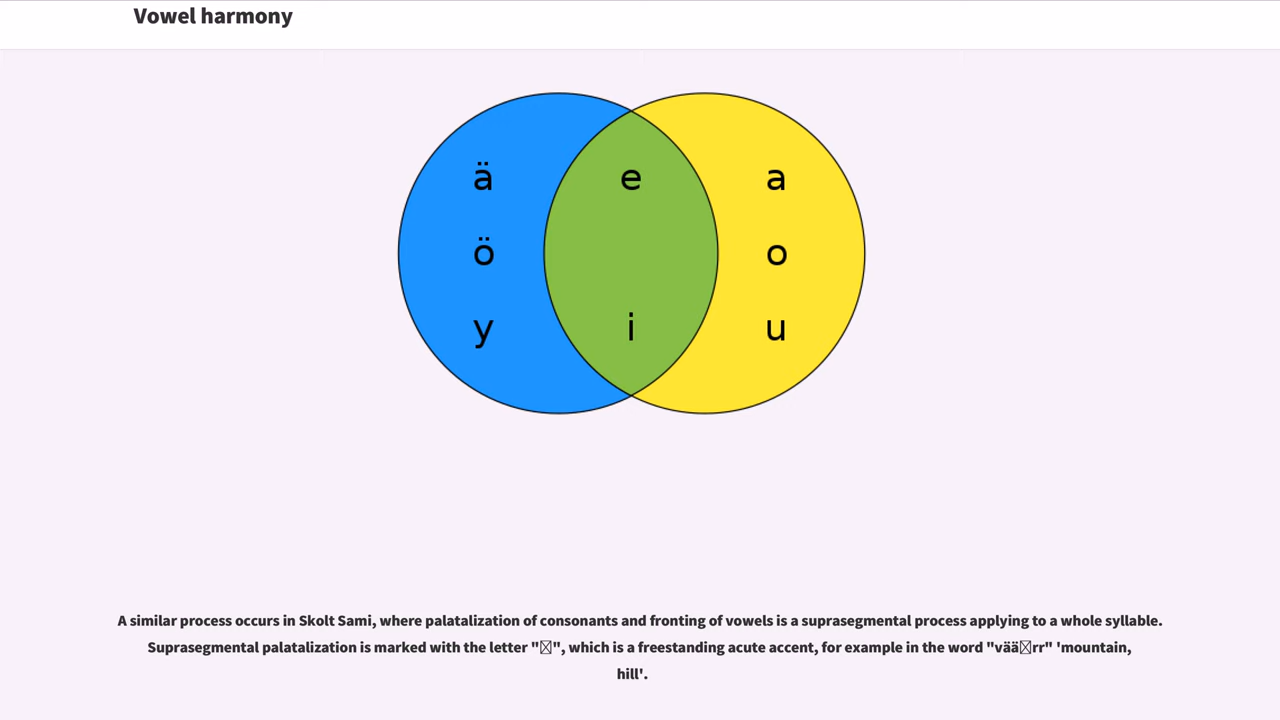 Vowel harmony
ä e a
ö o
y i u
A similar process occurs in Skolt Sami, where palatalization of consonants and fronting of vowels is a suprasegmental process applying to a whole syllable.
Suprasegmental palatalization is marked with the letter "□", which is a freestanding acute accent, for example in the word "vää□rr" 'mountain,
hill'.